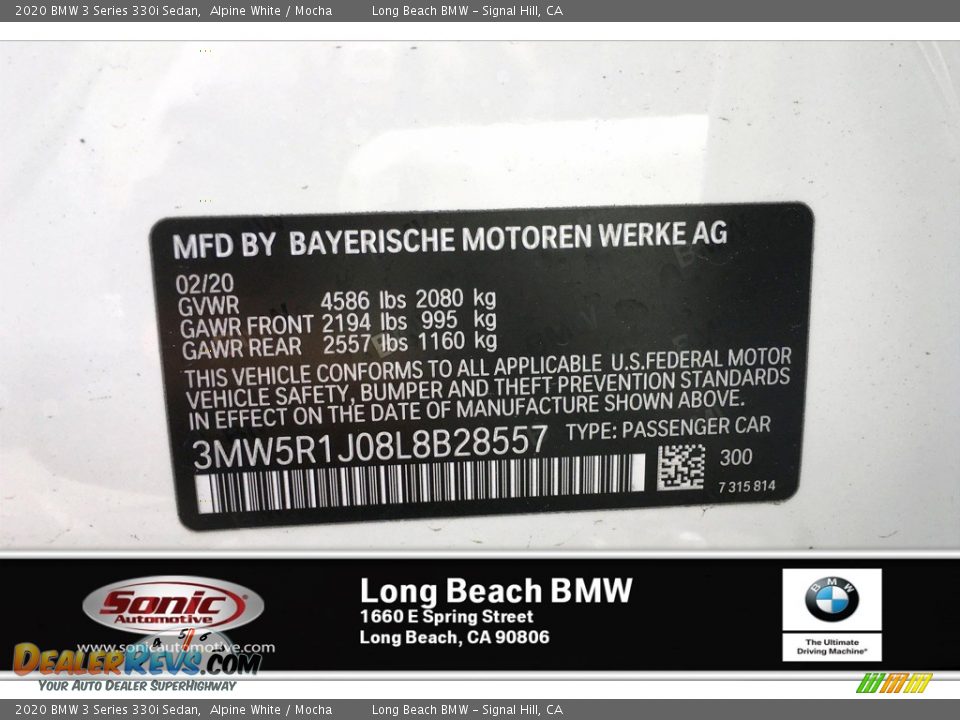 2020 BMW 3 Series 330i Sedan,  Alpine White / Mocha          Long Beach BMW - Signal Hill, CA
MFD BY BAYERISCHE MOTOREN WERKE AG
02/20
GVWR 4586 lbs 2080 kg
GAWR FRONT 2194 lbs 995 kg
GAWR REAR 2557 lbs 1160 kg
THIS VEHICLE CONFORMS TO ALL APPLICABLE U.S.FEDERAL MOTOR
VEHICLE SAFETY, BUMPER AND THEFT PREVENTION STANDARDS
IN EFFECT ON THE DATE OF MANUFACTURE SHOWN ABOVE.
3MW5R1J08L8B28557 TYPE: PASSENGER CAR
300
7 315 814
Sonic
Automotive
www.sonicautomotive.com
Long Beach BMW
1660 E Spring Street
Long Beach, CA 90806
BMW
The Ultimate
Driving Machine®
4 5 6
DEALERREVS.COM
YOUR AUTO DEALER SUPERHIGHWAY
2020 BMW 3 Series 330i Sedan,  Alpine White / Mocha          Long Beach BMW - Signal Hill, CA